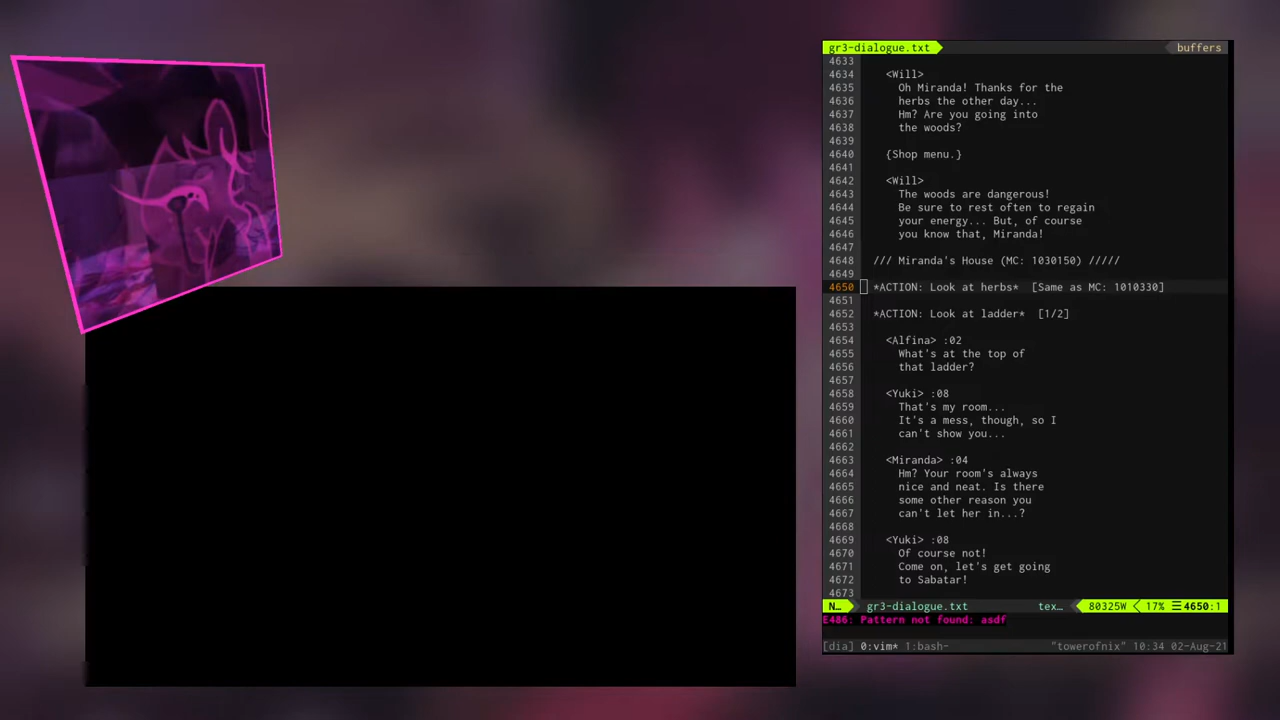 gr3-dialogue.txt buffers
4633
4634 <Will>
4635 Oh Miranda! Thanks for the
4636 herbs the other day...
4637 Hm? Are you going into
4638 the woods?
4639
4640 {Shop menu.}
4641
4642 <Will>
4643 The woods are dangerous!
4644 Be sure to rest often to regain
4645 your energy... But, of course
4646 you know that, Miranda!
4647
4648 /// Miranda's House (MC: 1030150) /////
4649
4650 *ACTION: Look at herbs* [Same as MC: 1010330]
4651
4652 *ACTION: Look at ladder* [1/2]
4653
4654 <Alfina> :02
4655 What's at the top of
4656 that ladder?
4657
4658 <Yuki> :08
4659 That's my room...
4660 It's a mess, though, so I
4661 can't show you...
4662
4663 <Miranda> :04
4664 Hm? Your room's always
4665 nice and neat. Is there
4666 some other reason you
4667 can't let her in...?
4668
4669 <Yuki> :08
4670 Of course not!
4671 Come on, let's get going
4672 to Sabatar!
4673
N… gr3-dialogue.txt tex… 80325W 17% ☰4650:1
E486: Pattern not found: asdf
[dia] 0:vim* 1:bash- "towerofnix" 10:34 02-Aug-21